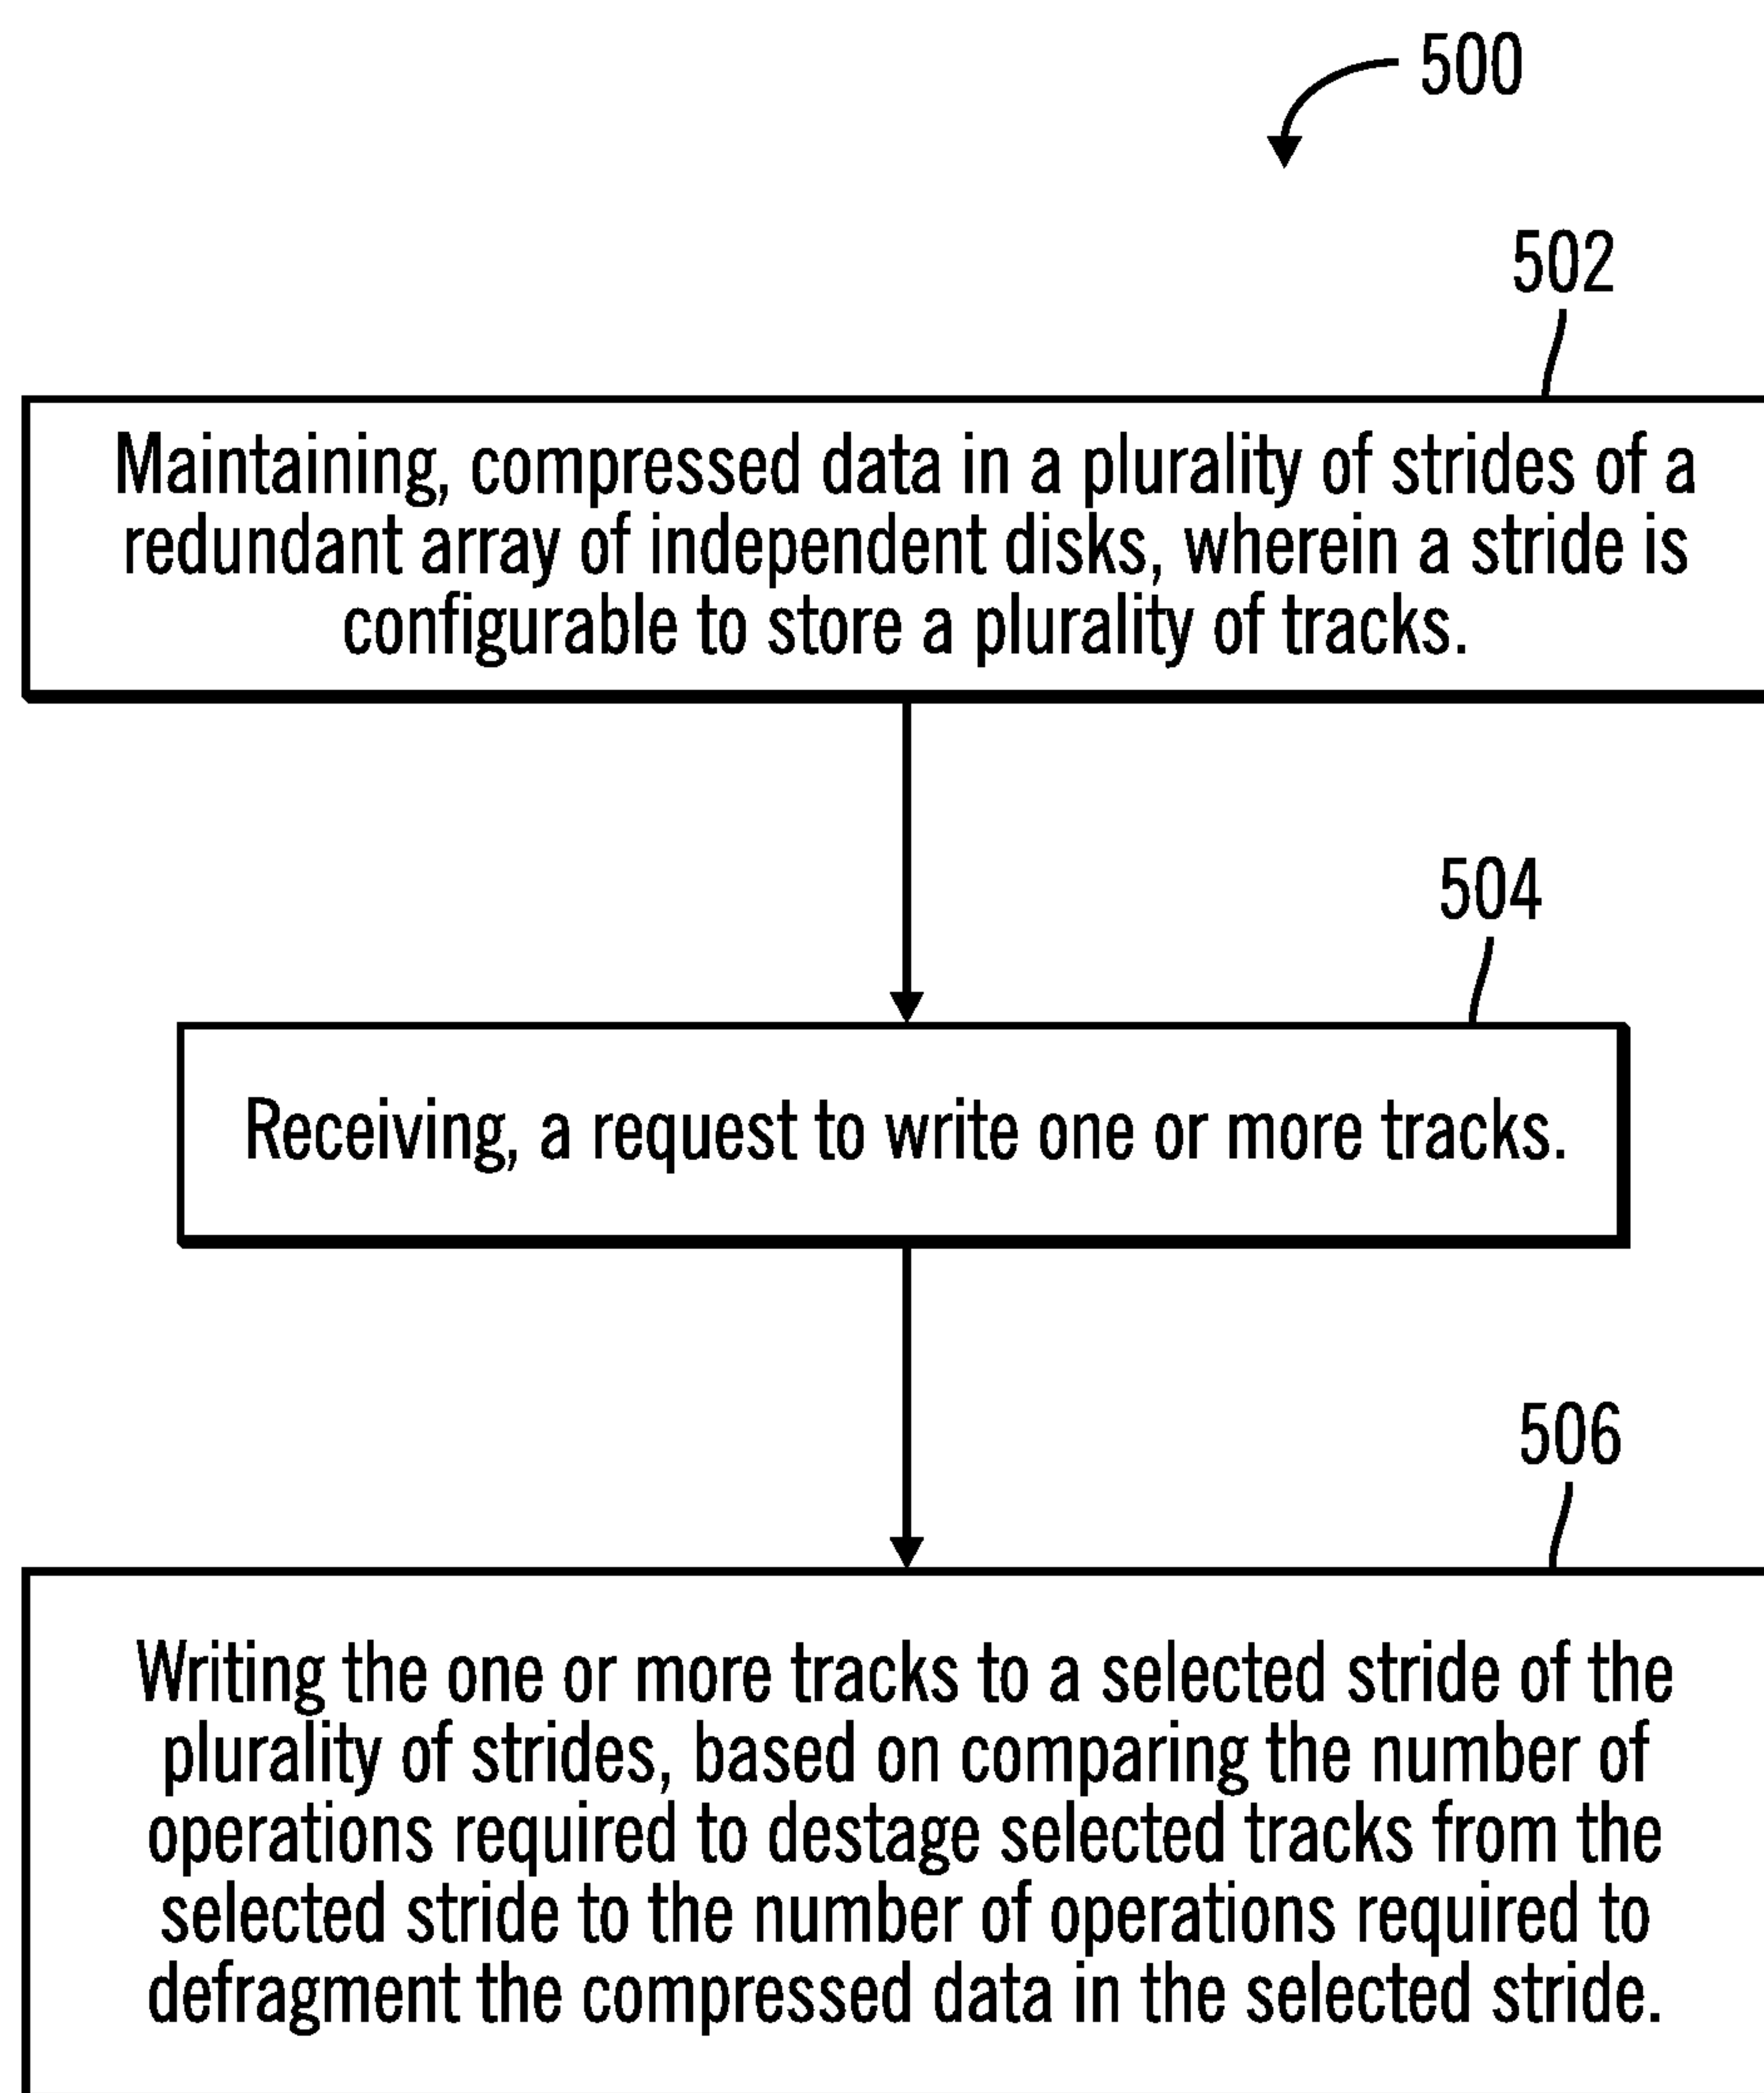 500
502
Maintaining, compressed data in a plurality of strides of a
redundant array of independent disks, wherein a stride is
configurable to store a plurality of tracks.
504
Receiving, a request to write one or more tracks.
506
Writing the one or more tracks to a selected stride of the
plurality of strides, based on comparing the number of
operations required to destage selected tracks from the
selected stride to the number of operations required to
defragment the compressed data in the selected stride.